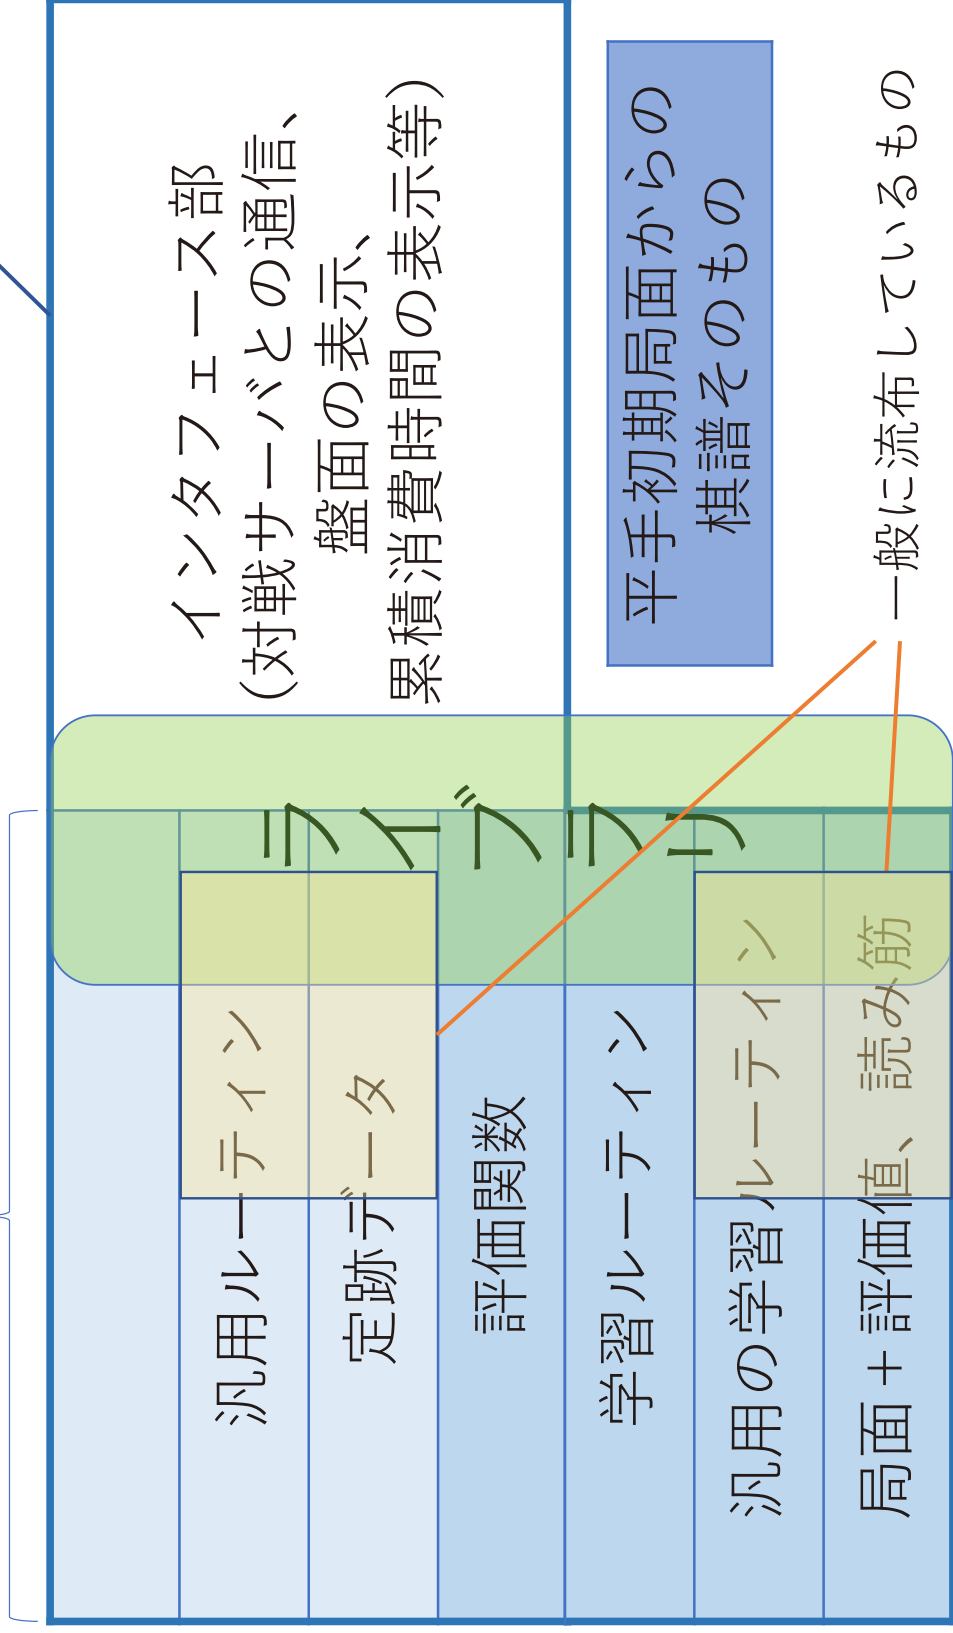 インタフェース部
(対戦サーバとの通信、
盤面の表示、
累積消費時間の表示等)
平手初期局面からの
棋譜そのもの
一般に流布しているもの
ライブラリ
汎用ルーティン
定跡データ
評価関数
学習ルーティン
汎用の学習ルーティン
局面＋評価値、読み筋